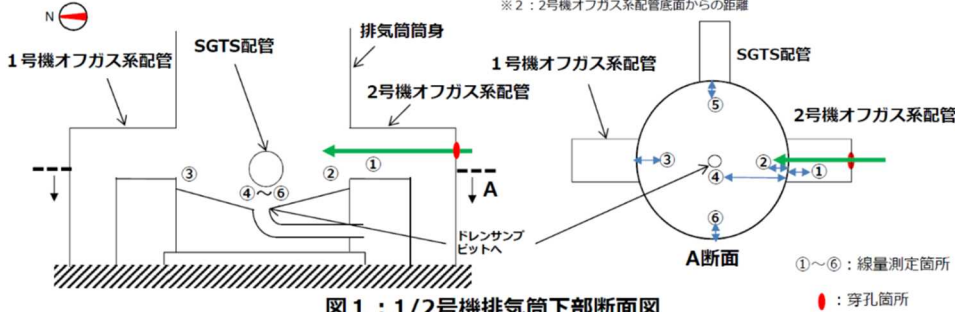 ※2:2号機オフガス系配管底面からの距離
N
排気筒筒身
SGTS配管
1号機オフガス系配管
2号機オフガス系配管
①
②
③
④～⑥
A
ドレンサンプ
ピットへ
SGTS配管
1号機オフガス系配管
2号機オフガス系配管
⑤
③
②
①
④
⑥
A断面
①～⑥:線量測定箇所
:穿孔箇所
図1:1/2号機排気筒下部断面図